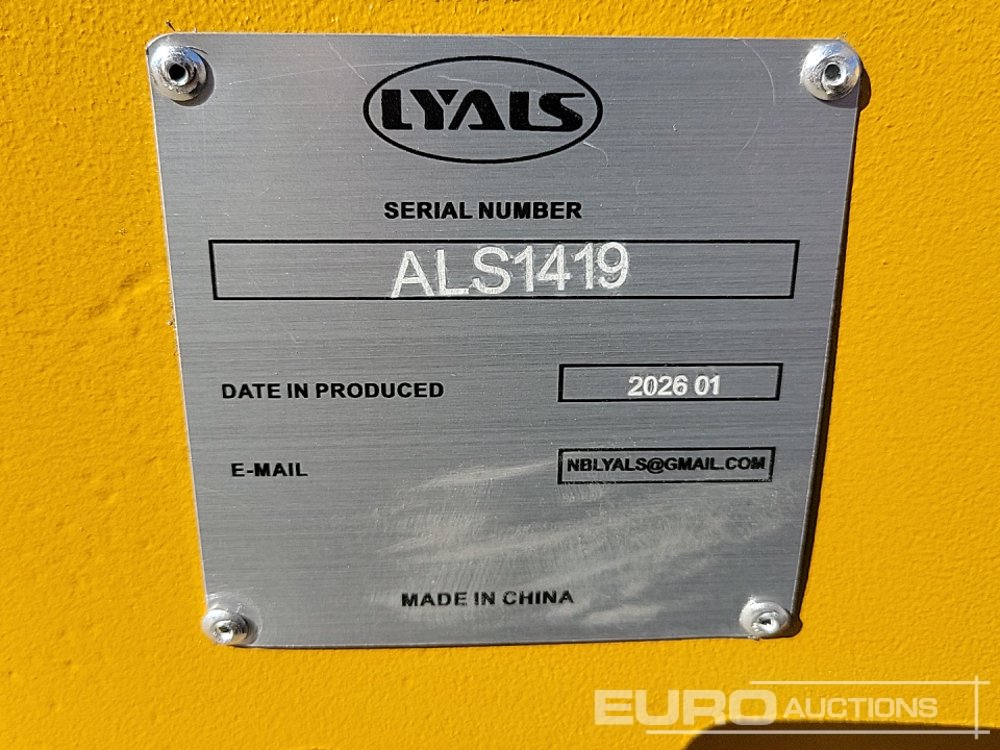 LYALS
SERIAL NUMBER
ALS1419
DATE IN PRODUCED 2026 01
E-MAIL NBLYALS@GMAIL.COM
MADE IN CHINA
EURO AUCTIONS